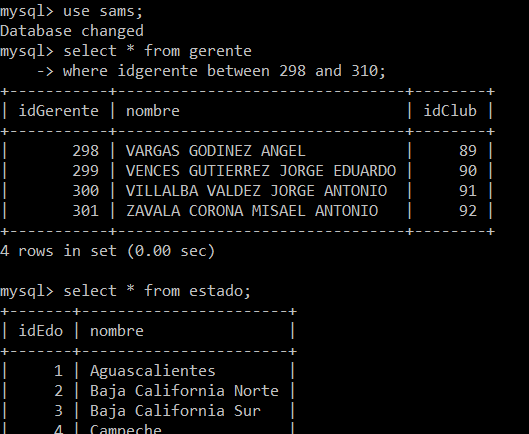 mysql> use sams;
Database changed
mysql> select * from gerente
    -> where idgerente between 298 and 310;
+-----------+------------------------------+--------+
| idGerente | nombre                       | idClub |
+-----------+------------------------------+--------+
|       298 | VARGAS GODINEZ ANGEL         |     89 |
|       299 | VENCES GUTIERREZ JORGE EDUARDO |     90 |
|       300 | VILLALBA VALDEZ JORGE ANTONIO  |     91 |
|       301 | ZAVALA CORONA MISAEL ANTONIO   |     92 |
+-----------+------------------------------+--------+
4 rows in set (0.00 sec)

mysql> select * from estado;
+-------+-----------------------+
| idEdo | nombre                |
+-------+-----------------------+
|     1 | Aguascalientes        |
|     2 | Baja California Norte |
|     3 | Baja California Sur   |
|     4 | Campeche              |